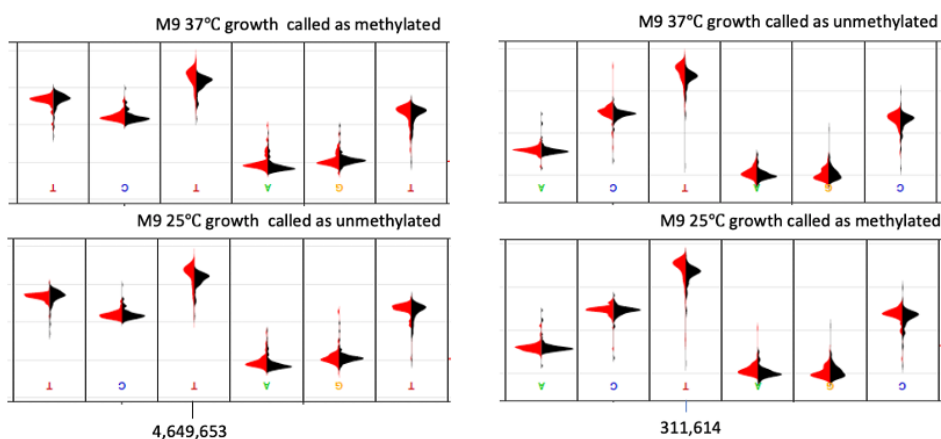 M9 37°C growth called as methylated
T C T A G T
M9 25°C growth called as unmethylated
T C T A G T
4,649,653
M9 37°C growth called as unmethylated
A C T A G C
M9 25°C growth called as methylated
A C T A G C
311,614